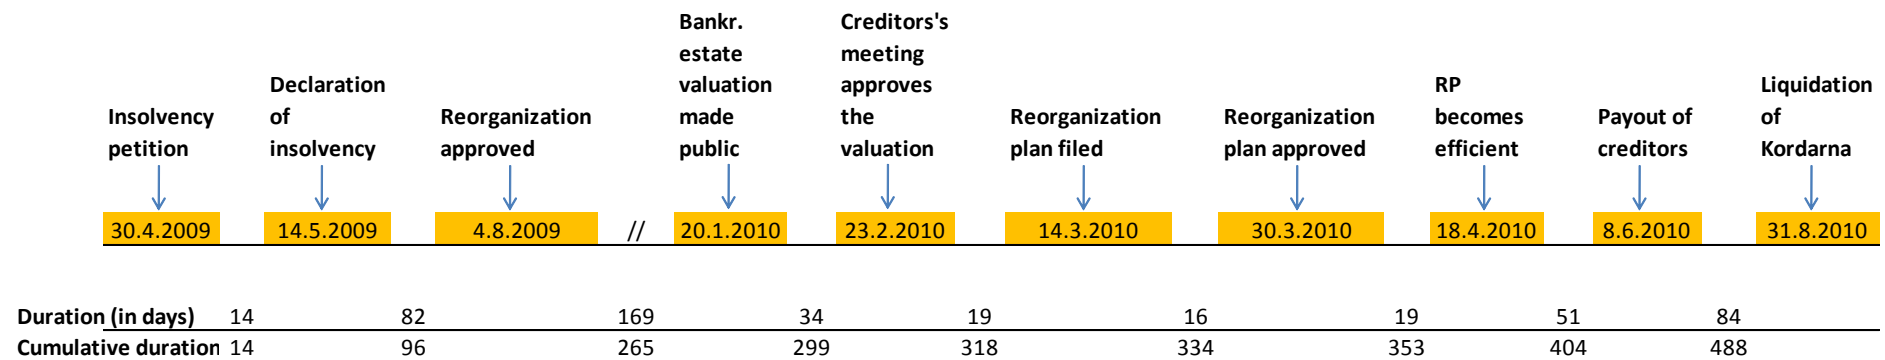 Bankr.
estate
valuation
made
public
Creditors's
meeting
approves
the
valuation
Declaration
of
insolvency
RP
becomes
efficient
Liquidation
of
Kordarna
Insolvency
petition
Reorganization
approved
Reorganization
plan filed
Reorganization
plan approved
Payout of
creditors
30.4.2009 14.5.2009 4.8.2009 // 20.1.2010 23.2.2010 14.3.2010 30.3.2010 18.4.2010 8.6.2010 31.8.2010
Duration (in days) 14 82 169 34 19 16 19 51 84
Cumulative duration 14 96 265 299 318 334 353 404 488